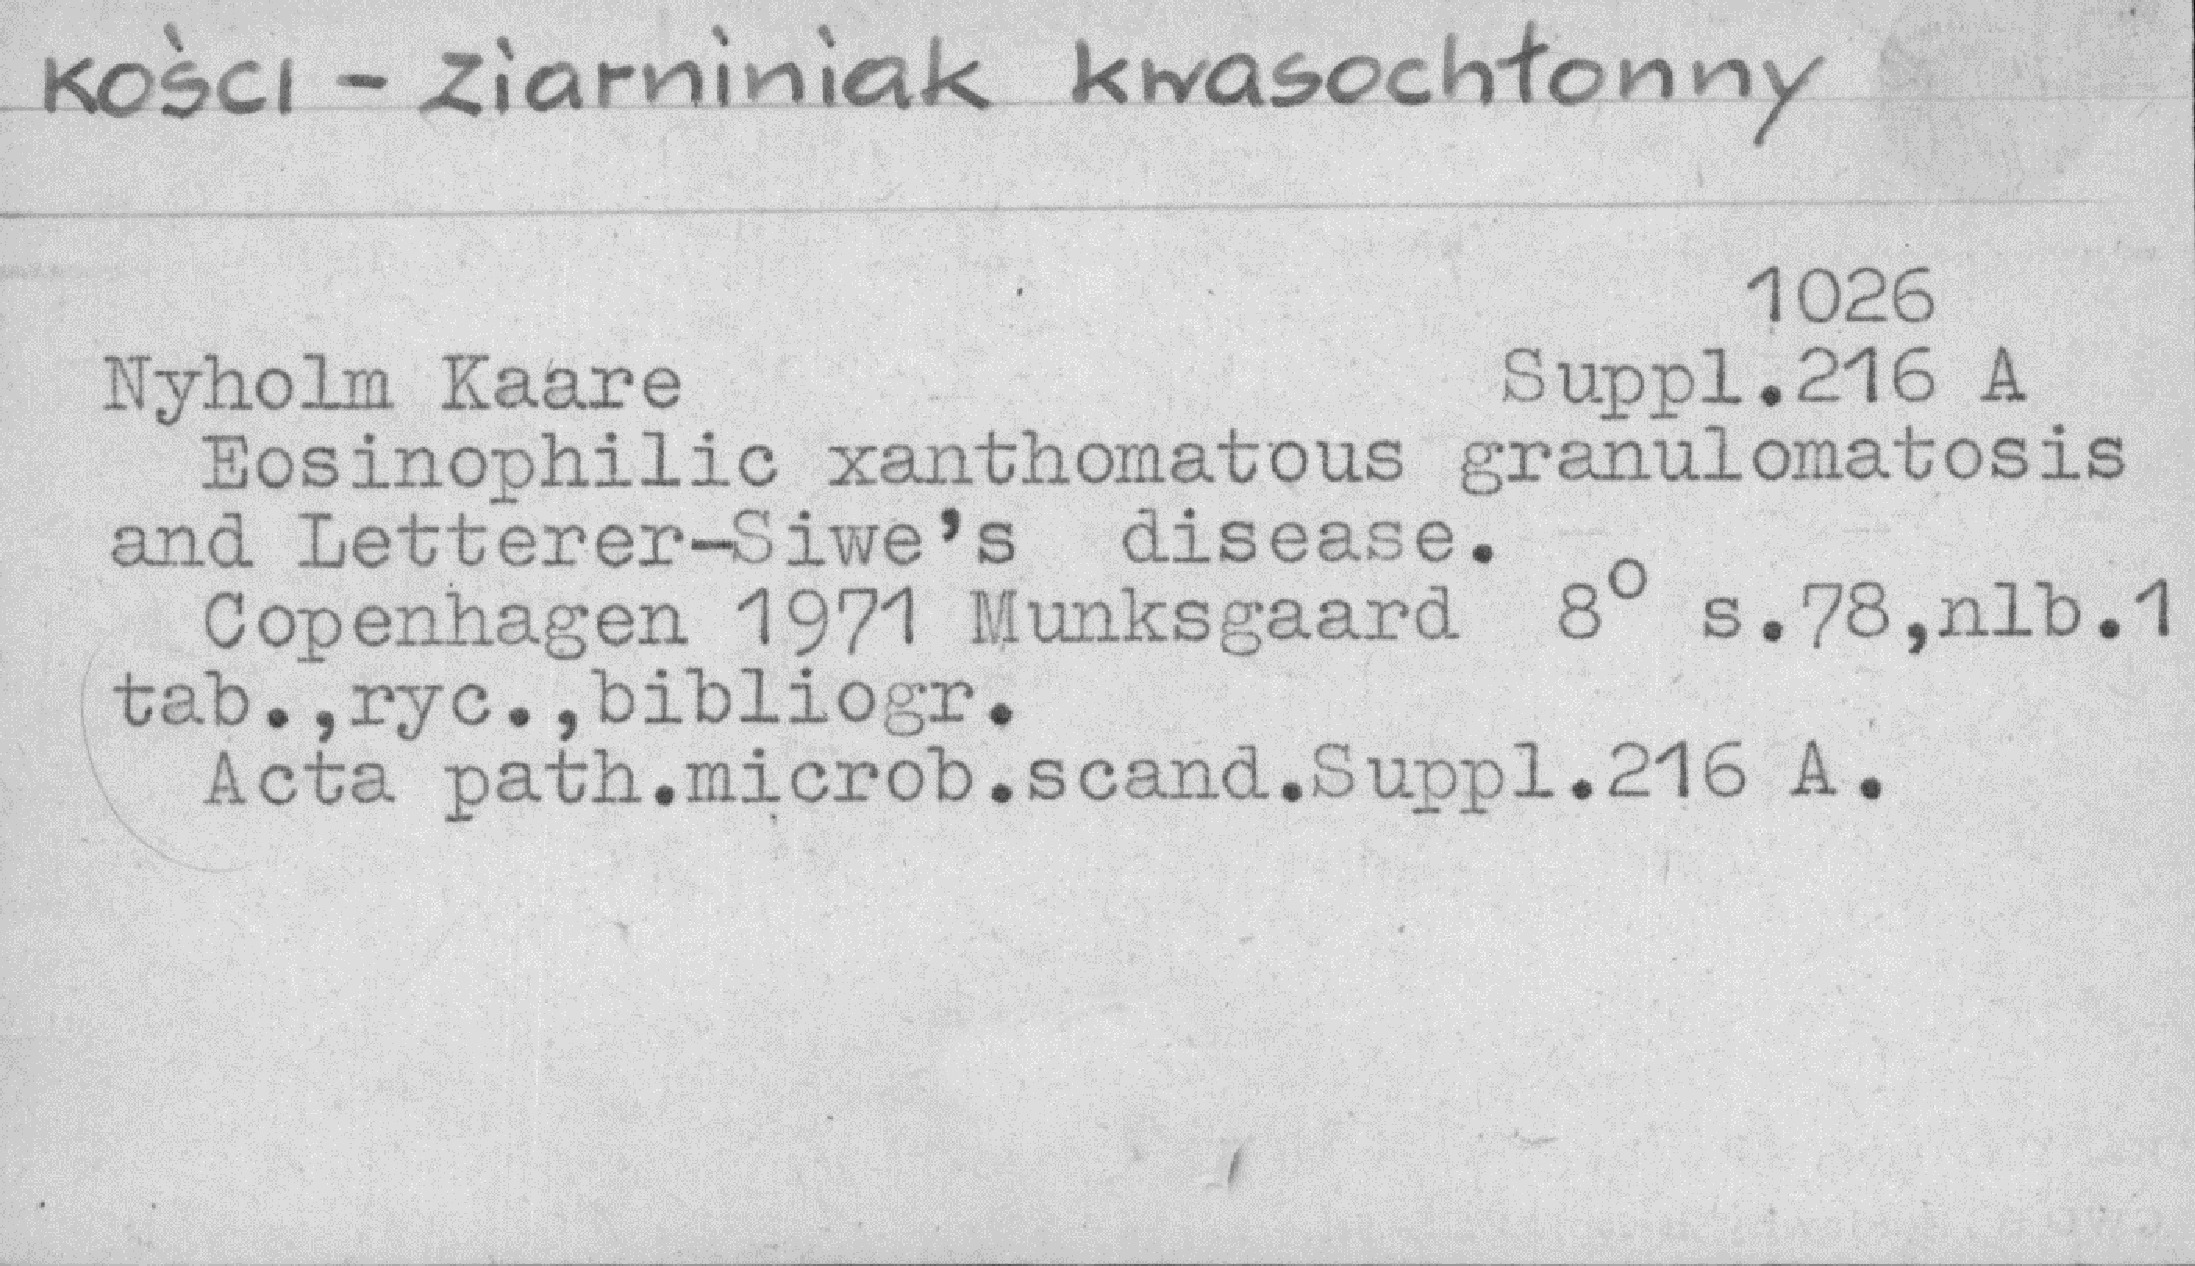 Kości - ziarniniak kwasochłonny
1026
Nyholm Kaare Suppl.216 A
Eosinophilic xanthomatous granulomatosis
and Letterer-Siwe's disease.
Copenhagen 1971 Munksgaard 8° s.78,nlb.1
tab.,ryc.,bibliogr.
Acta path.microb.scand.Suppl.216 A.